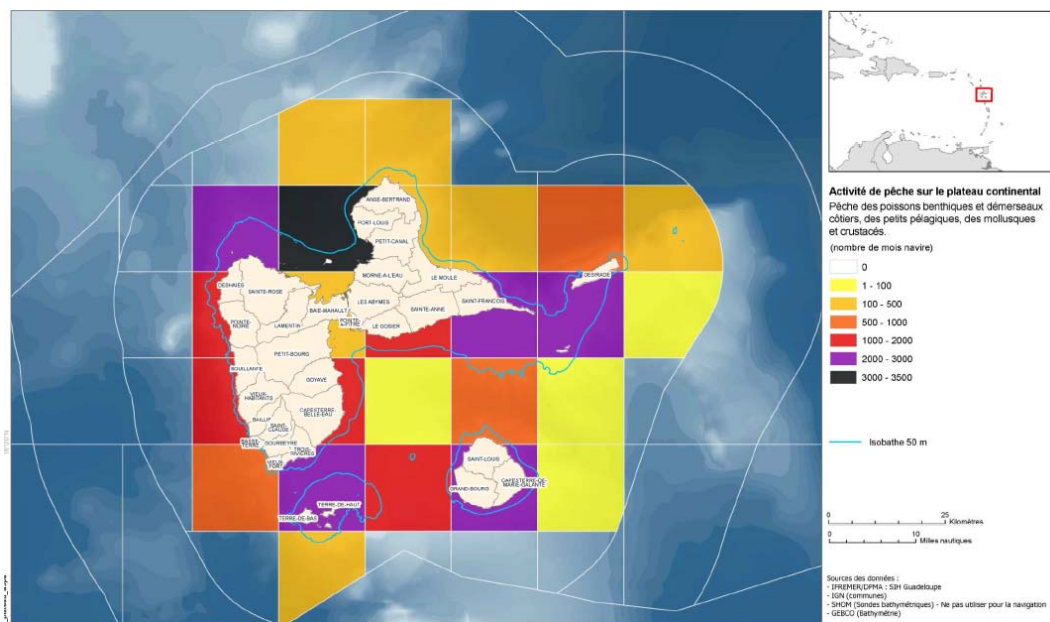 ANSE-BERTRAND
PORT-LOUIS
PETIT-CANAL
MORNE-A-L'EAU
LE MOULE
DESIRADE
DESHAIES
SAINTE-ROSE
LES ABYMES
SAINTE-ANNE
SAINT-FRANCOIS
BAIE-MAHAULT
POINTE-
A-PITRE
LE GOSIER
POINTE-
NOIRE
LAMENTIN
PETIT-BOURG
BOUILLANTE
GOYAVE
VIEUX-
HABITANTS
CAPESTERRE-
BELLE-EAU
BAILLIF
SAINT-
CLAUDE
BASSE-
TERRE
GOURBEYRE
TROIS-
RIVIERES
VIEUX-
FORT
SAINT-LOUIS
GRAND-BOURG
CAPESTERRE-DE-
MARIE-GALANTE
TERRE-DE-HAUT
TERRE-DE-BAS
Activité de pêche sur le plateau continental
Pêche des poissons benthiques et démerseaux
côtiers, des petits pélagiques, des mollusques
et crustacés.
(nombre de mois navire)
0
1 - 100
100 - 500
500 - 1000
1000 - 2000
2000 - 3000
3000 - 3500
Isobathe 50 m
0 25
Kilomètres
0 10
Milles nautiques
Sources des données :
- IFREMER/DPMA : SIH Guadeloupe
- IGN (communes)
- SHOM (Sondes bathymétriques) - Ne pas utiliser pour la navigation
- GEBCO (Bathymétrie)